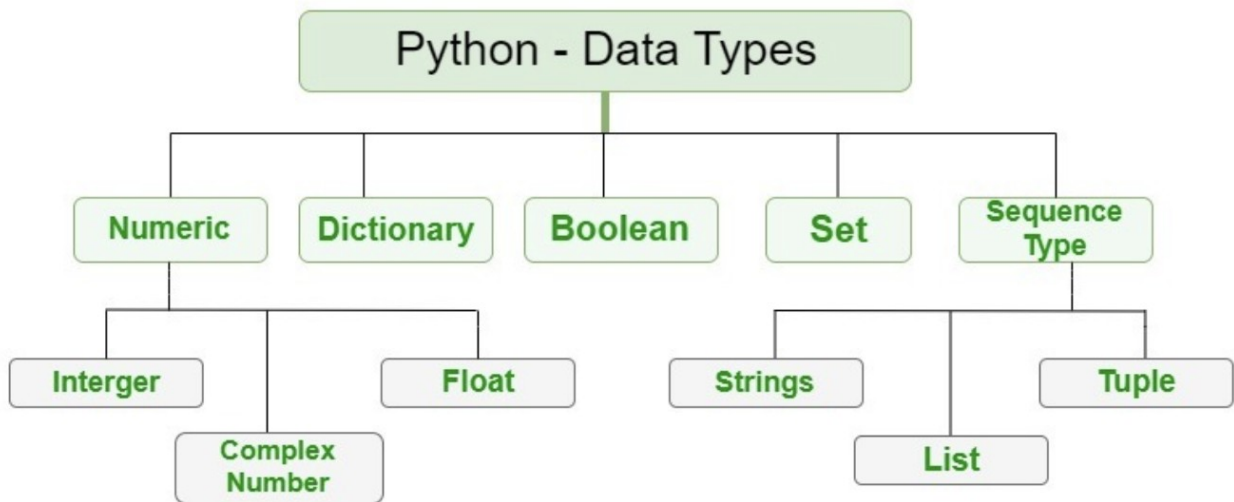 Python - Data Types
Numeric
Dictionary
Boolean
Set
Sequence
Type
Interger
Complex
Number
Float
Strings
List
Tuple